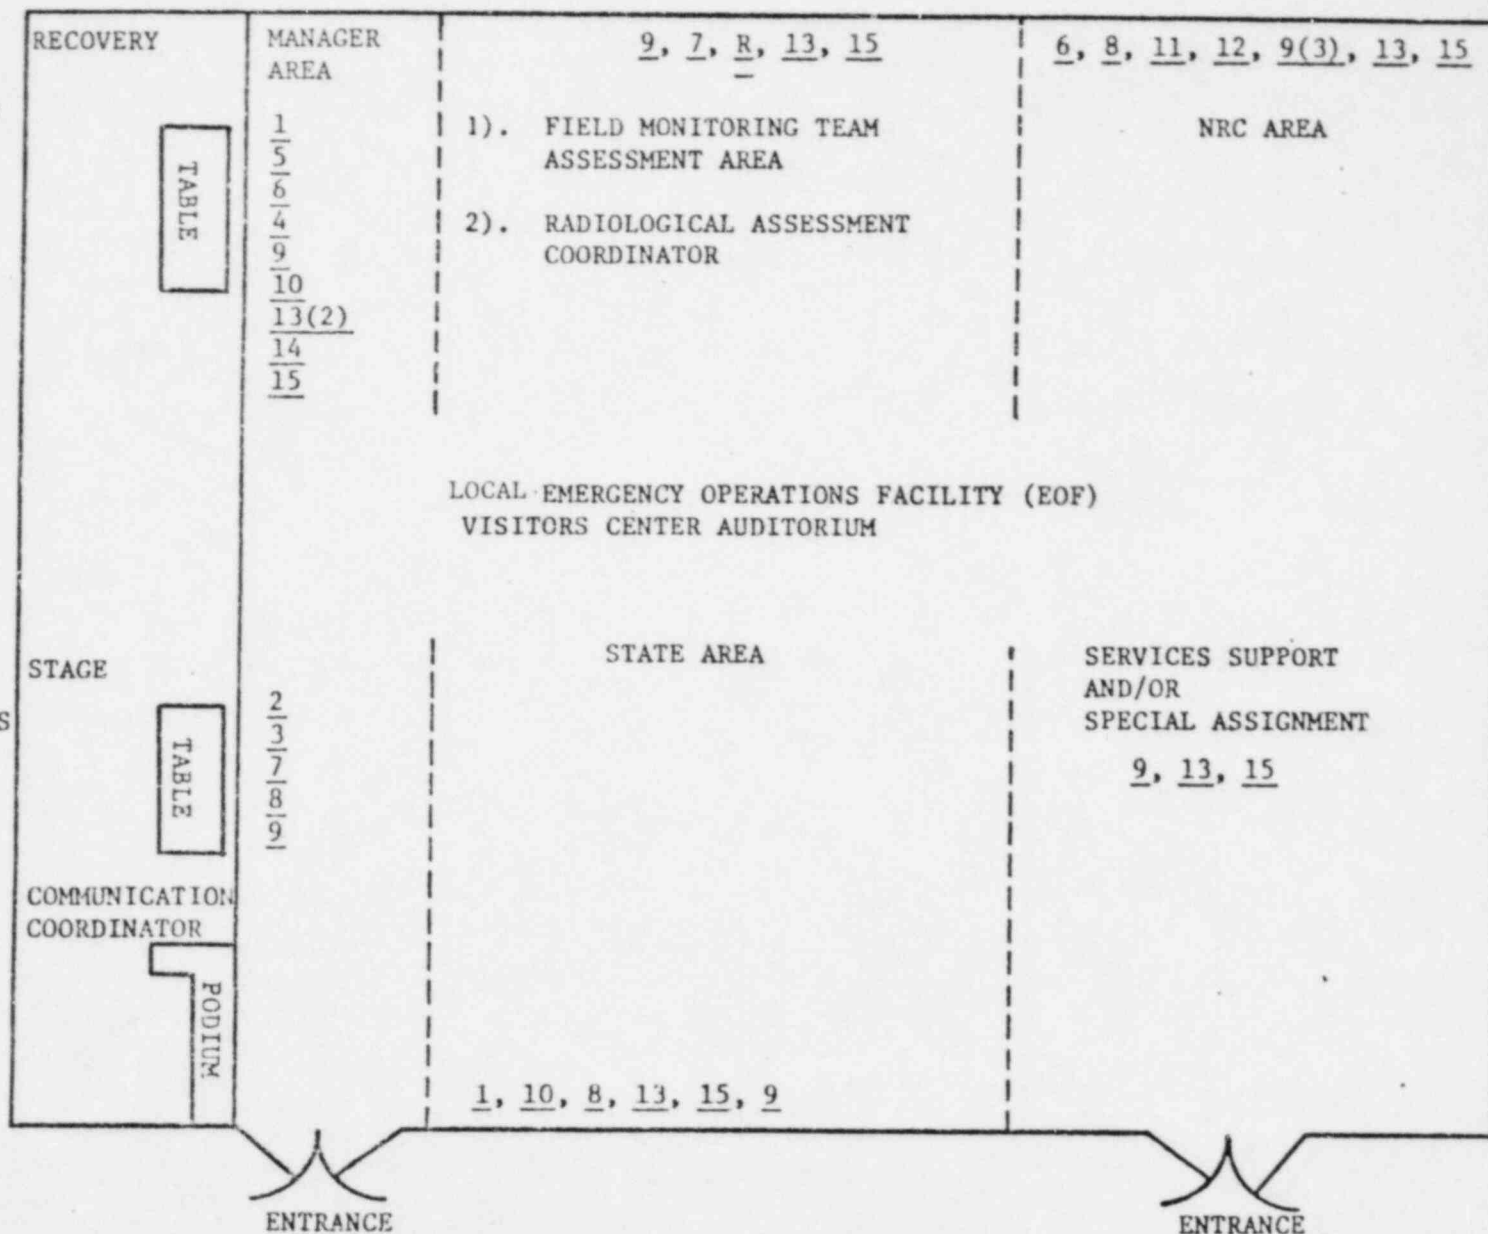 RECOVERY
MANAGER
AREA
TABLE
1
5
6
4
9
10
13(2)
14
15
9, 7, R, 13, 15
1). FIELD MONITORING TEAM
ASSESSMENT AREA
2). RADIOLOGICAL ASSESSMENT
COORDINATOR
6, 8, 11, 12, 9(3), 13, 15
NRC AREA
LOCAL EMERGENCY OPERATIONS FACILITY (EOF)
VISITORS CENTER AUDITORIUM
STAGE
S
TABLE
2
3
7
8
9
COMMUNICATION
COORDINATOR
PODIUM
STATE AREA
1, 10, 8, 13, 15, 9
SERVICES SUPPORT
AND/OR
SPECIAL ASSIGNMENT
9, 13, 15
ENTRANCE
ENTRANCE